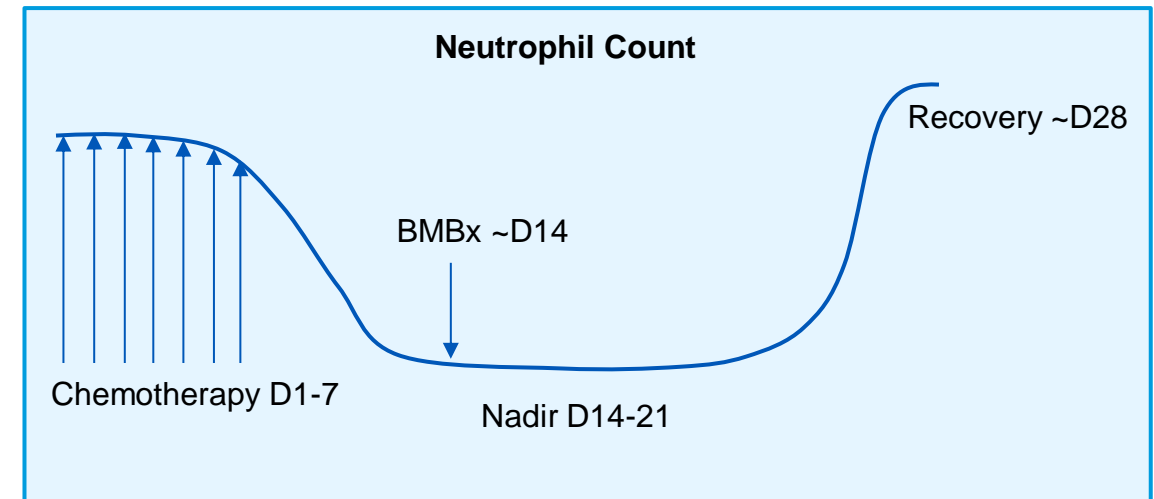 Neutrophil Count
Recovery ~D28
BMBx ~D14
Chemotherapy D1-7
Nadir D14-21